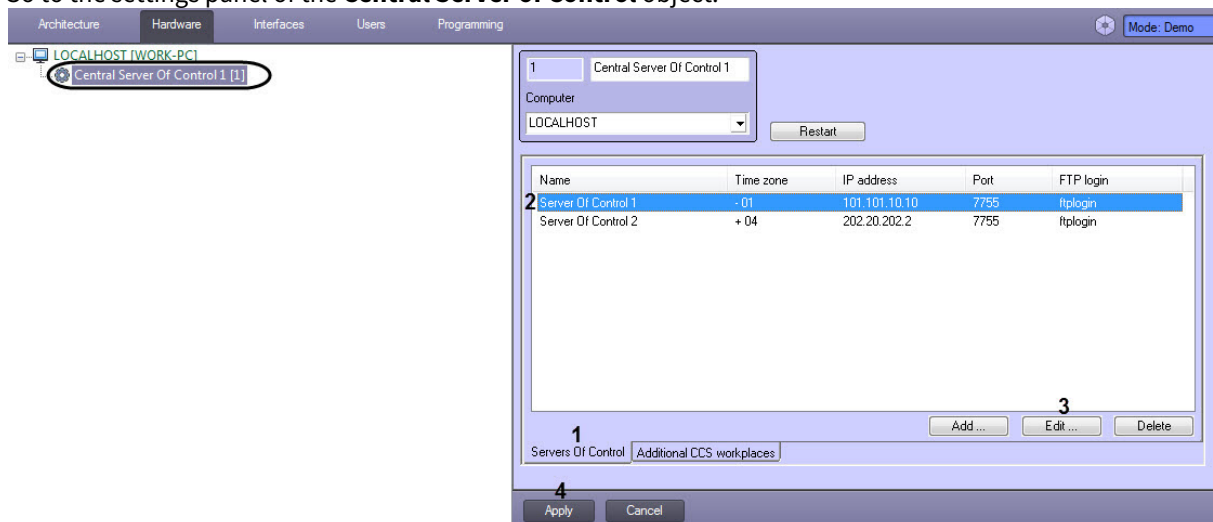 Go to the settings panel of the Central Server of Control object.
Architecture Hardware Interfaces Users Programming Mode: Demo
LOCALHOST [WORK-PC]
Central Server Of Control 1 [1]
1 Central Server Of Control 1
Computer
LOCALHOST
Restart
Name Time zone IP address Port FTP login
2 Server Of Control 1 - 01 101.101.10.10 7755 ftplogin
Server Of Control 2 + 04 202.20.202.2 7755 ftplogin
3
Add ... Edit ... Delete
1
Servers Of Control Additional CCS workplaces
4
Apply Cancel